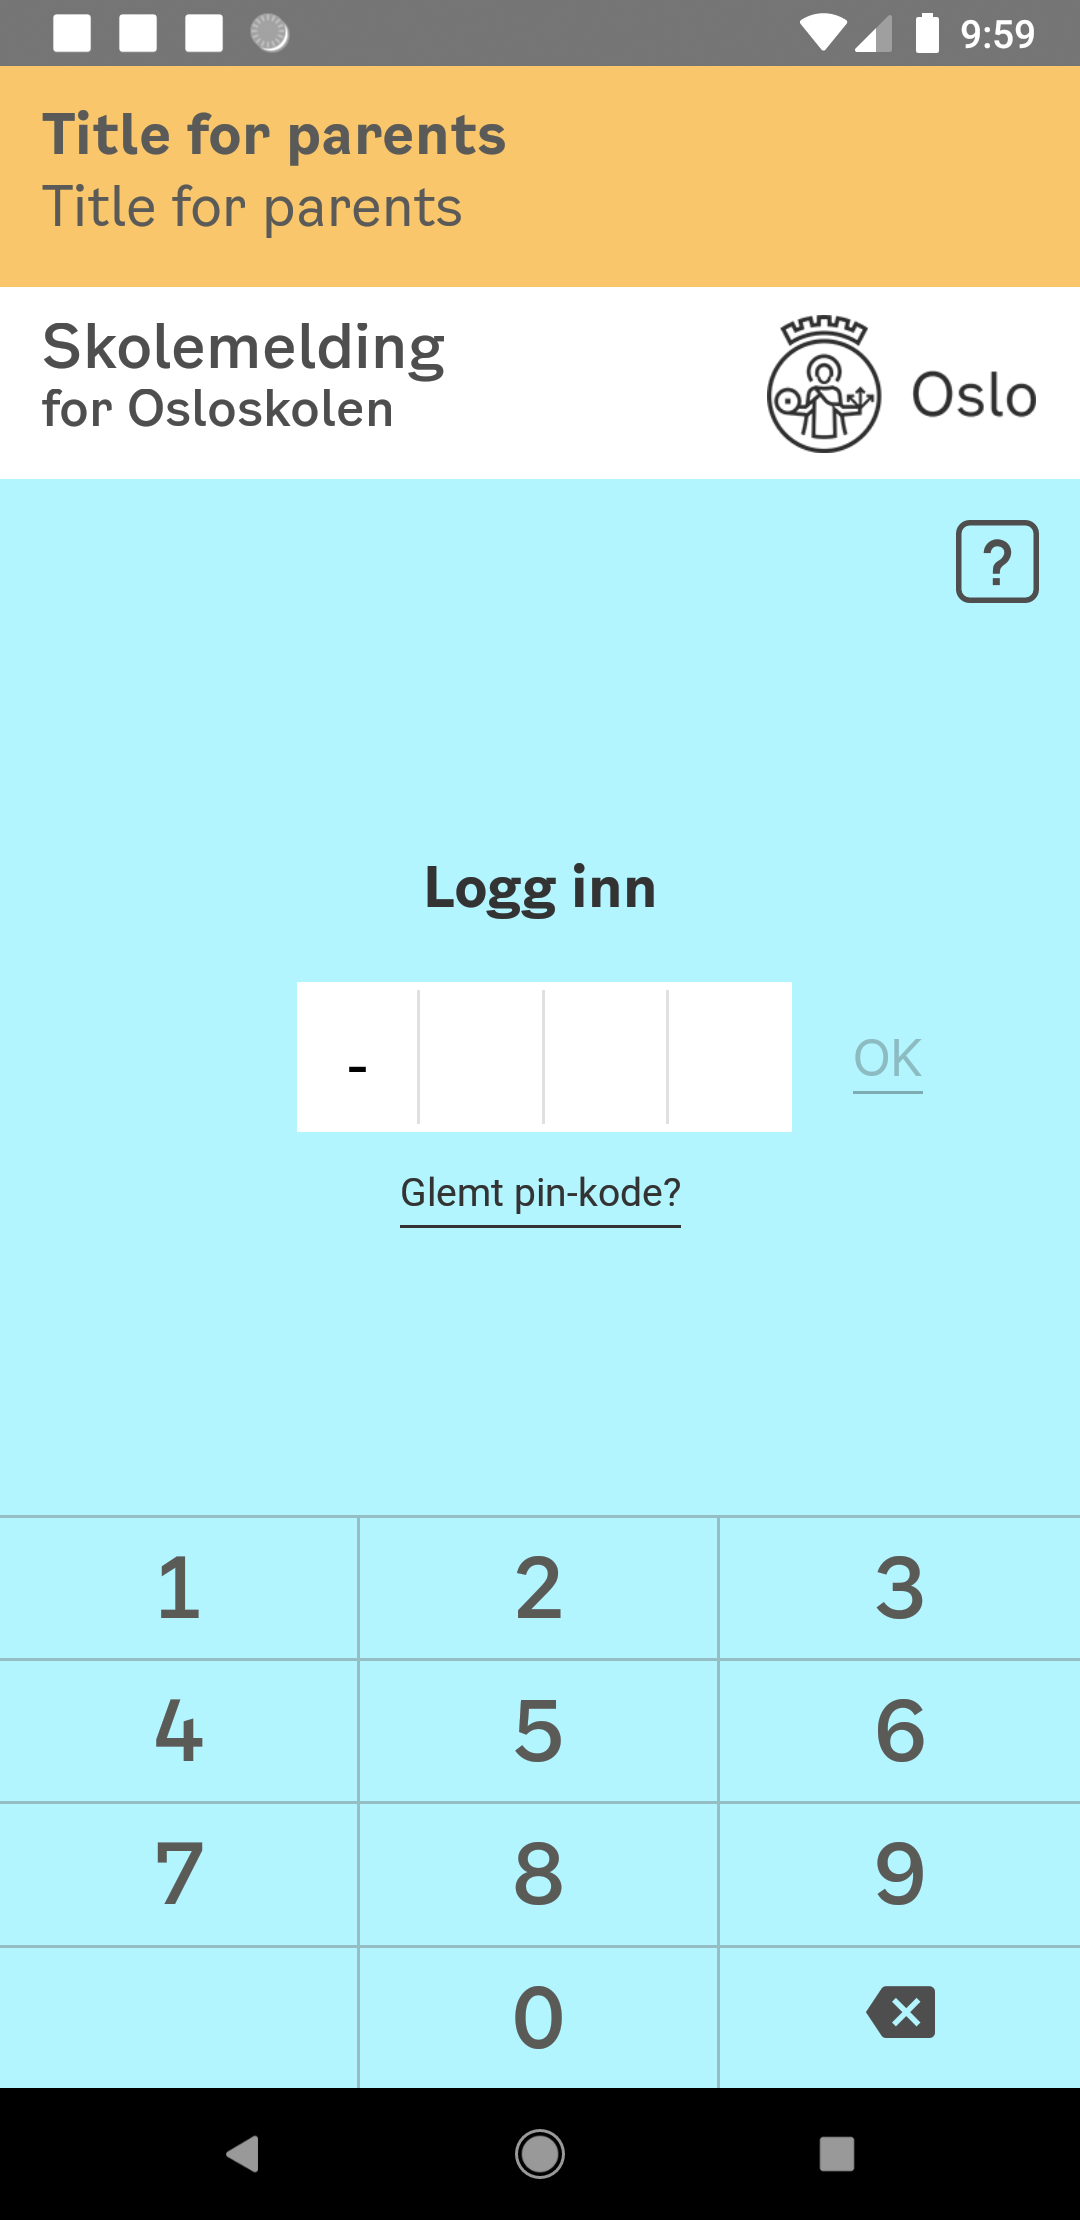 9:59
Title for parents
Title for parents
Skolemelding
for Osloskolen
Oslo
?
Logg inn
-
OK
Glemt pin-kode?
1 2 3
4 5 6
7 8 9
0